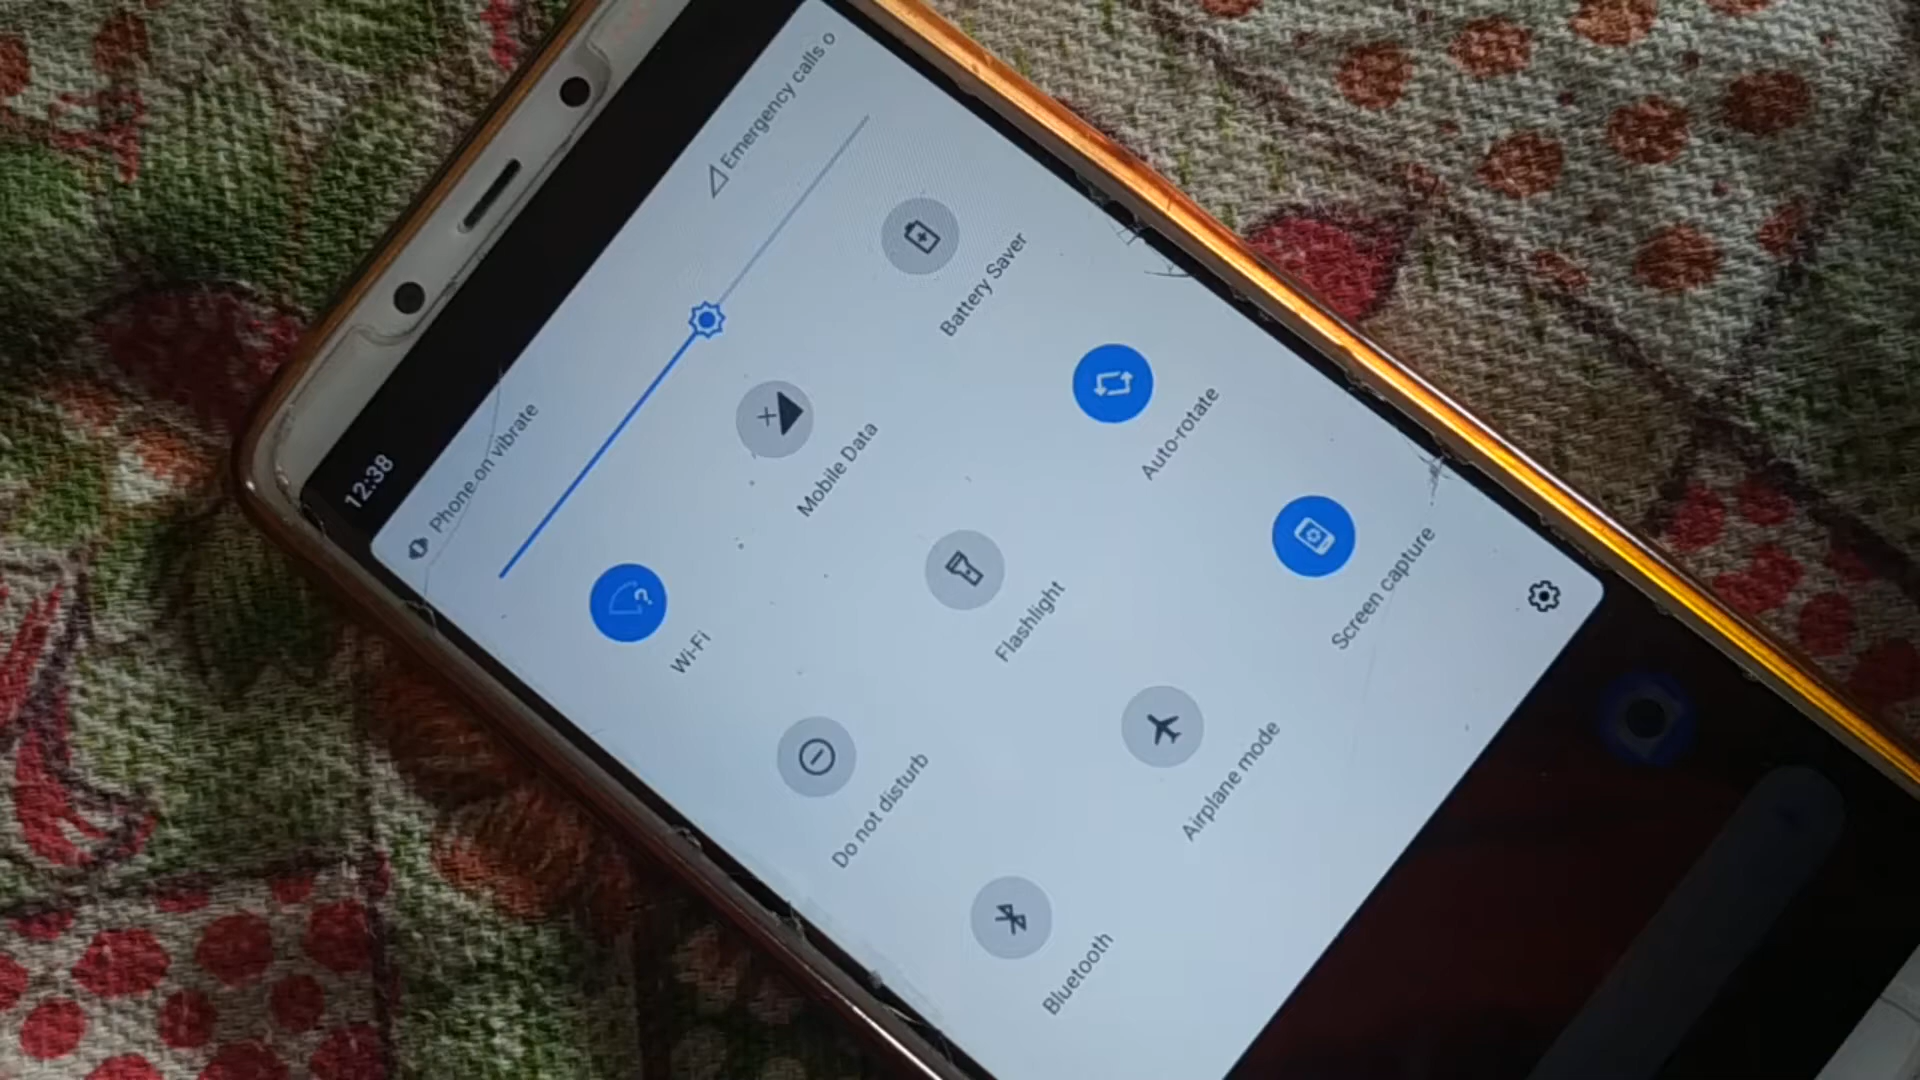 12:38
Phone on vibrate
Emergency calls o
Wi-Fi
Mobile Data
Battery Saver
Do not disturb
Flashlight
Auto-rotate
Bluetooth
Airplane mode
Screen capture